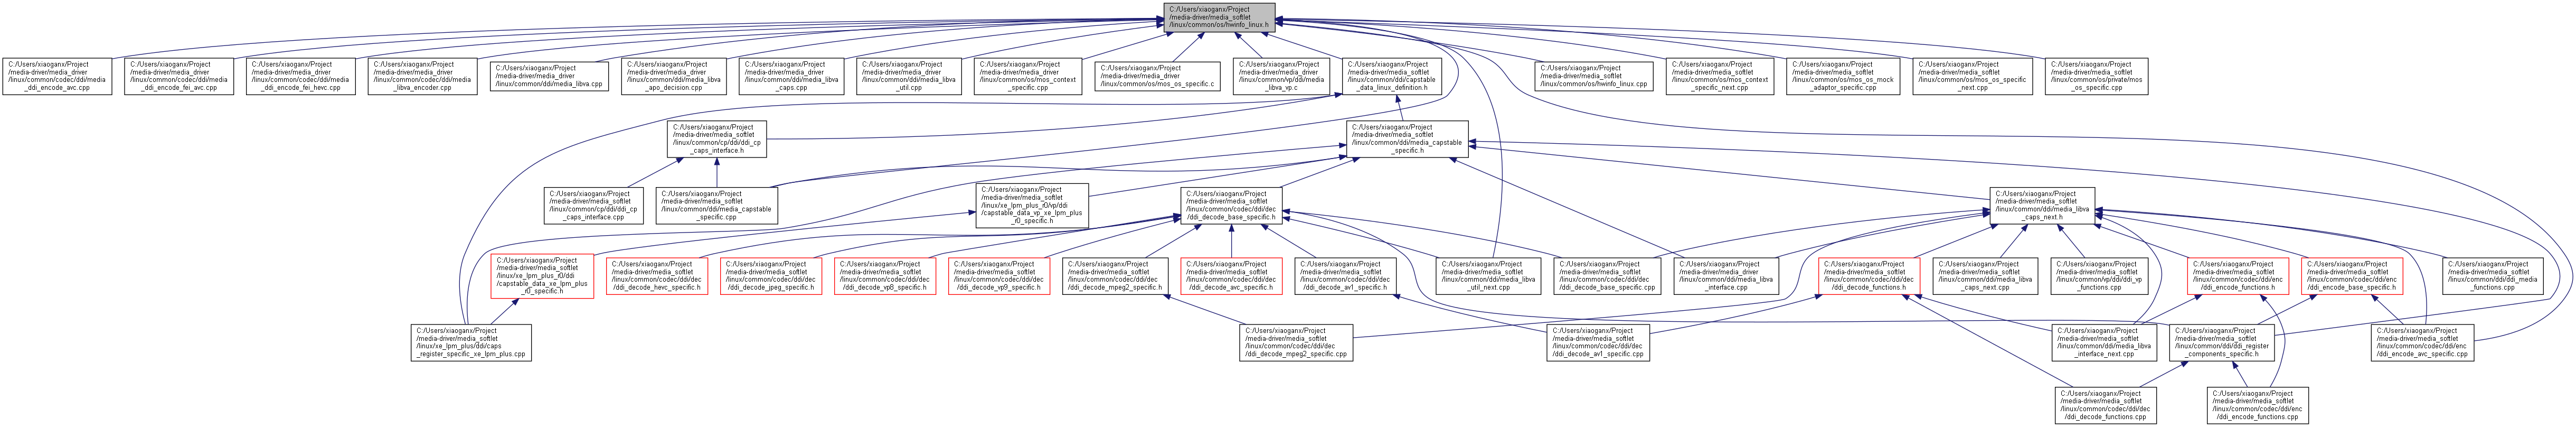 C:/Users/xiaoganx/Project
/media-driver/media_softlet
/linux/common/os/hwinfo_linux.h
C:/Users/xiaoganx/Project
/media-driver/media_driver
/linux/common/codec/ddi/media
_ddi_encode_avc.cpp
C:/Users/xiaoganx/Project
/media-driver/media_driver
/linux/common/codec/ddi/media
_ddi_encode_fei_avc.cpp
C:/Users/xiaoganx/Project
/media-driver/media_driver
/linux/common/codec/ddi/media
_ddi_encode_fei_hevc.cpp
C:/Users/xiaoganx/Project
/media-driver/media_driver
/linux/common/codec/ddi/media
_libva_encoder.cpp
C:/Users/xiaoganx/Project
/media-driver/media_driver
/linux/common/ddi/media_libva.cpp
C:/Users/xiaoganx/Project
/media-driver/media_driver
/linux/common/ddi/media_libva
_apo_decision.cpp
C:/Users/xiaoganx/Project
/media-driver/media_driver
/linux/common/ddi/media_libva
_caps.cpp
C:/Users/xiaoganx/Project
/media-driver/media_driver
/linux/common/ddi/media_libva
_util.cpp
C:/Users/xiaoganx/Project
/media-driver/media_driver
/linux/common/os/mos_context
_specific.cpp
C:/Users/xiaoganx/Project
/media-driver/media_driver
/linux/common/os/mos_os_specific.c
C:/Users/xiaoganx/Project
/media-driver/media_driver
/linux/common/vp/ddi/media
_libva_vp.c
C:/Users/xiaoganx/Project
/media-driver/media_softlet
/linux/common/ddi/capstable
_data_linux_definition.h
C:/Users/xiaoganx/Project
/media-driver/media_softlet
/linux/common/os/hwinfo_linux.cpp
C:/Users/xiaoganx/Project
/media-driver/media_softlet
/linux/common/os/mos_context
_specific_next.cpp
C:/Users/xiaoganx/Project
/media-driver/media_softlet
/linux/common/os/mos_os_mock
_adaptor_specific.cpp
C:/Users/xiaoganx/Project
/media-driver/media_softlet
/linux/common/os/mos_os_specific
_next.cpp
C:/Users/xiaoganx/Project
/media-driver/media_softlet
/linux/common/os/private/mos
_os_specific.cpp
C:/Users/xiaoganx/Project
/media-driver/media_softlet
/linux/common/cp/ddi/ddi_cp
_caps_interface.h
C:/Users/xiaoganx/Project
/media-driver/media_softlet
/linux/common/ddi/media_capstable
_specific.h
C:/Users/xiaoganx/Project
/media-driver/media_softlet
/linux/common/cp/ddi/ddi_cp
_caps_interface.cpp
C:/Users/xiaoganx/Project
/media-driver/media_softlet
/linux/common/ddi/media_capstable
_specific.cpp
C:/Users/xiaoganx/Project
/media-driver/media_softlet
/linux/xe_lpm_plus_r0/vp/ddi
/capstable_data_vp_xe_lpm_plus
_r0_specific.h
C:/Users/xiaoganx/Project
/media-driver/media_softlet
/linux/common/codec/ddi/dec
/ddi_decode_base_specific.h
C:/Users/xiaoganx/Project
/media-driver/media_softlet
/linux/common/ddi/media_libva
_caps_next.h
C:/Users/xiaoganx/Project
/media-driver/media_softlet
/linux/xe_lpm_plus_r0/ddi
/capstable_data_xe_lpm_plus
_r0_specific.h
C:/Users/xiaoganx/Project
/media-driver/media_softlet
/linux/common/codec/ddi/dec
/ddi_decode_hevc_specific.h
C:/Users/xiaoganx/Project
/media-driver/media_softlet
/linux/common/codec/ddi/dec
/ddi_decode_jpeg_specific.h
C:/Users/xiaoganx/Project
/media-driver/media_softlet
/linux/common/codec/ddi/dec
/ddi_decode_vp8_specific.h
C:/Users/xiaoganx/Project
/media-driver/media_softlet
/linux/common/codec/ddi/dec
/ddi_decode_vp9_specific.h
C:/Users/xiaoganx/Project
/media-driver/media_softlet
/linux/common/codec/ddi/dec
/ddi_decode_mpeg2_specific.h
C:/Users/xiaoganx/Project
/media-driver/media_softlet
/linux/common/codec/ddi/dec
/ddi_decode_avc_specific.h
C:/Users/xiaoganx/Project
/media-driver/media_softlet
/linux/common/codec/ddi/dec
/ddi_decode_av1_specific.h
C:/Users/xiaoganx/Project
/media-driver/media_softlet
/linux/common/ddi/media_libva
_util_next.cpp
C:/Users/xiaoganx/Project
/media-driver/media_softlet
/linux/common/codec/ddi/dec
/ddi_decode_base_specific.cpp
C:/Users/xiaoganx/Project
/media-driver/media_driver
/linux/common/ddi/media_libva
_interface.cpp
C:/Users/xiaoganx/Project
/media-driver/media_softlet
/linux/common/codec/ddi/dec
/ddi_decode_functions.h
C:/Users/xiaoganx/Project
/media-driver/media_softlet
/linux/common/ddi/media_libva
_caps_next.cpp
C:/Users/xiaoganx/Project
/media-driver/media_softlet
/linux/common/vp/ddi/ddi_vp
_functions.cpp
C:/Users/xiaoganx/Project
/media-driver/media_softlet
/linux/common/codec/ddi/enc
/ddi_encode_functions.h
C:/Users/xiaoganx/Project
/media-driver/media_softlet
/linux/common/codec/ddi/enc
/ddi_encode_base_specific.h
C:/Users/xiaoganx/Project
/media-driver/media_softlet
/linux/common/ddi/ddi_media
_functions.cpp
C:/Users/xiaoganx/Project
/media-driver/media_softlet
/linux/xe_lpm_plus/ddi/caps
_register_specific_xe_lpm_plus.cpp
C:/Users/xiaoganx/Project
/media-driver/media_softlet
/linux/common/codec/ddi/dec
/ddi_decode_mpeg2_specific.cpp
C:/Users/xiaoganx/Project
/media-driver/media_softlet
/linux/common/codec/ddi/dec
/ddi_decode_av1_specific.cpp
C:/Users/xiaoganx/Project
/media-driver/media_softlet
/linux/common/ddi/media_libva
_interface_next.cpp
C:/Users/xiaoganx/Project
/media-driver/media_softlet
/linux/common/ddi/ddi_register
_components_specific.h
C:/Users/xiaoganx/Project
/media-driver/media_softlet
/linux/common/codec/ddi/enc
/ddi_encode_avc_specific.cpp
C:/Users/xiaoganx/Project
/media-driver/media_softlet
/linux/common/codec/ddi/dec
/ddi_decode_functions.cpp
C:/Users/xiaoganx/Project
/media-driver/media_softlet
/linux/common/codec/ddi/enc
/ddi_encode_functions.cpp